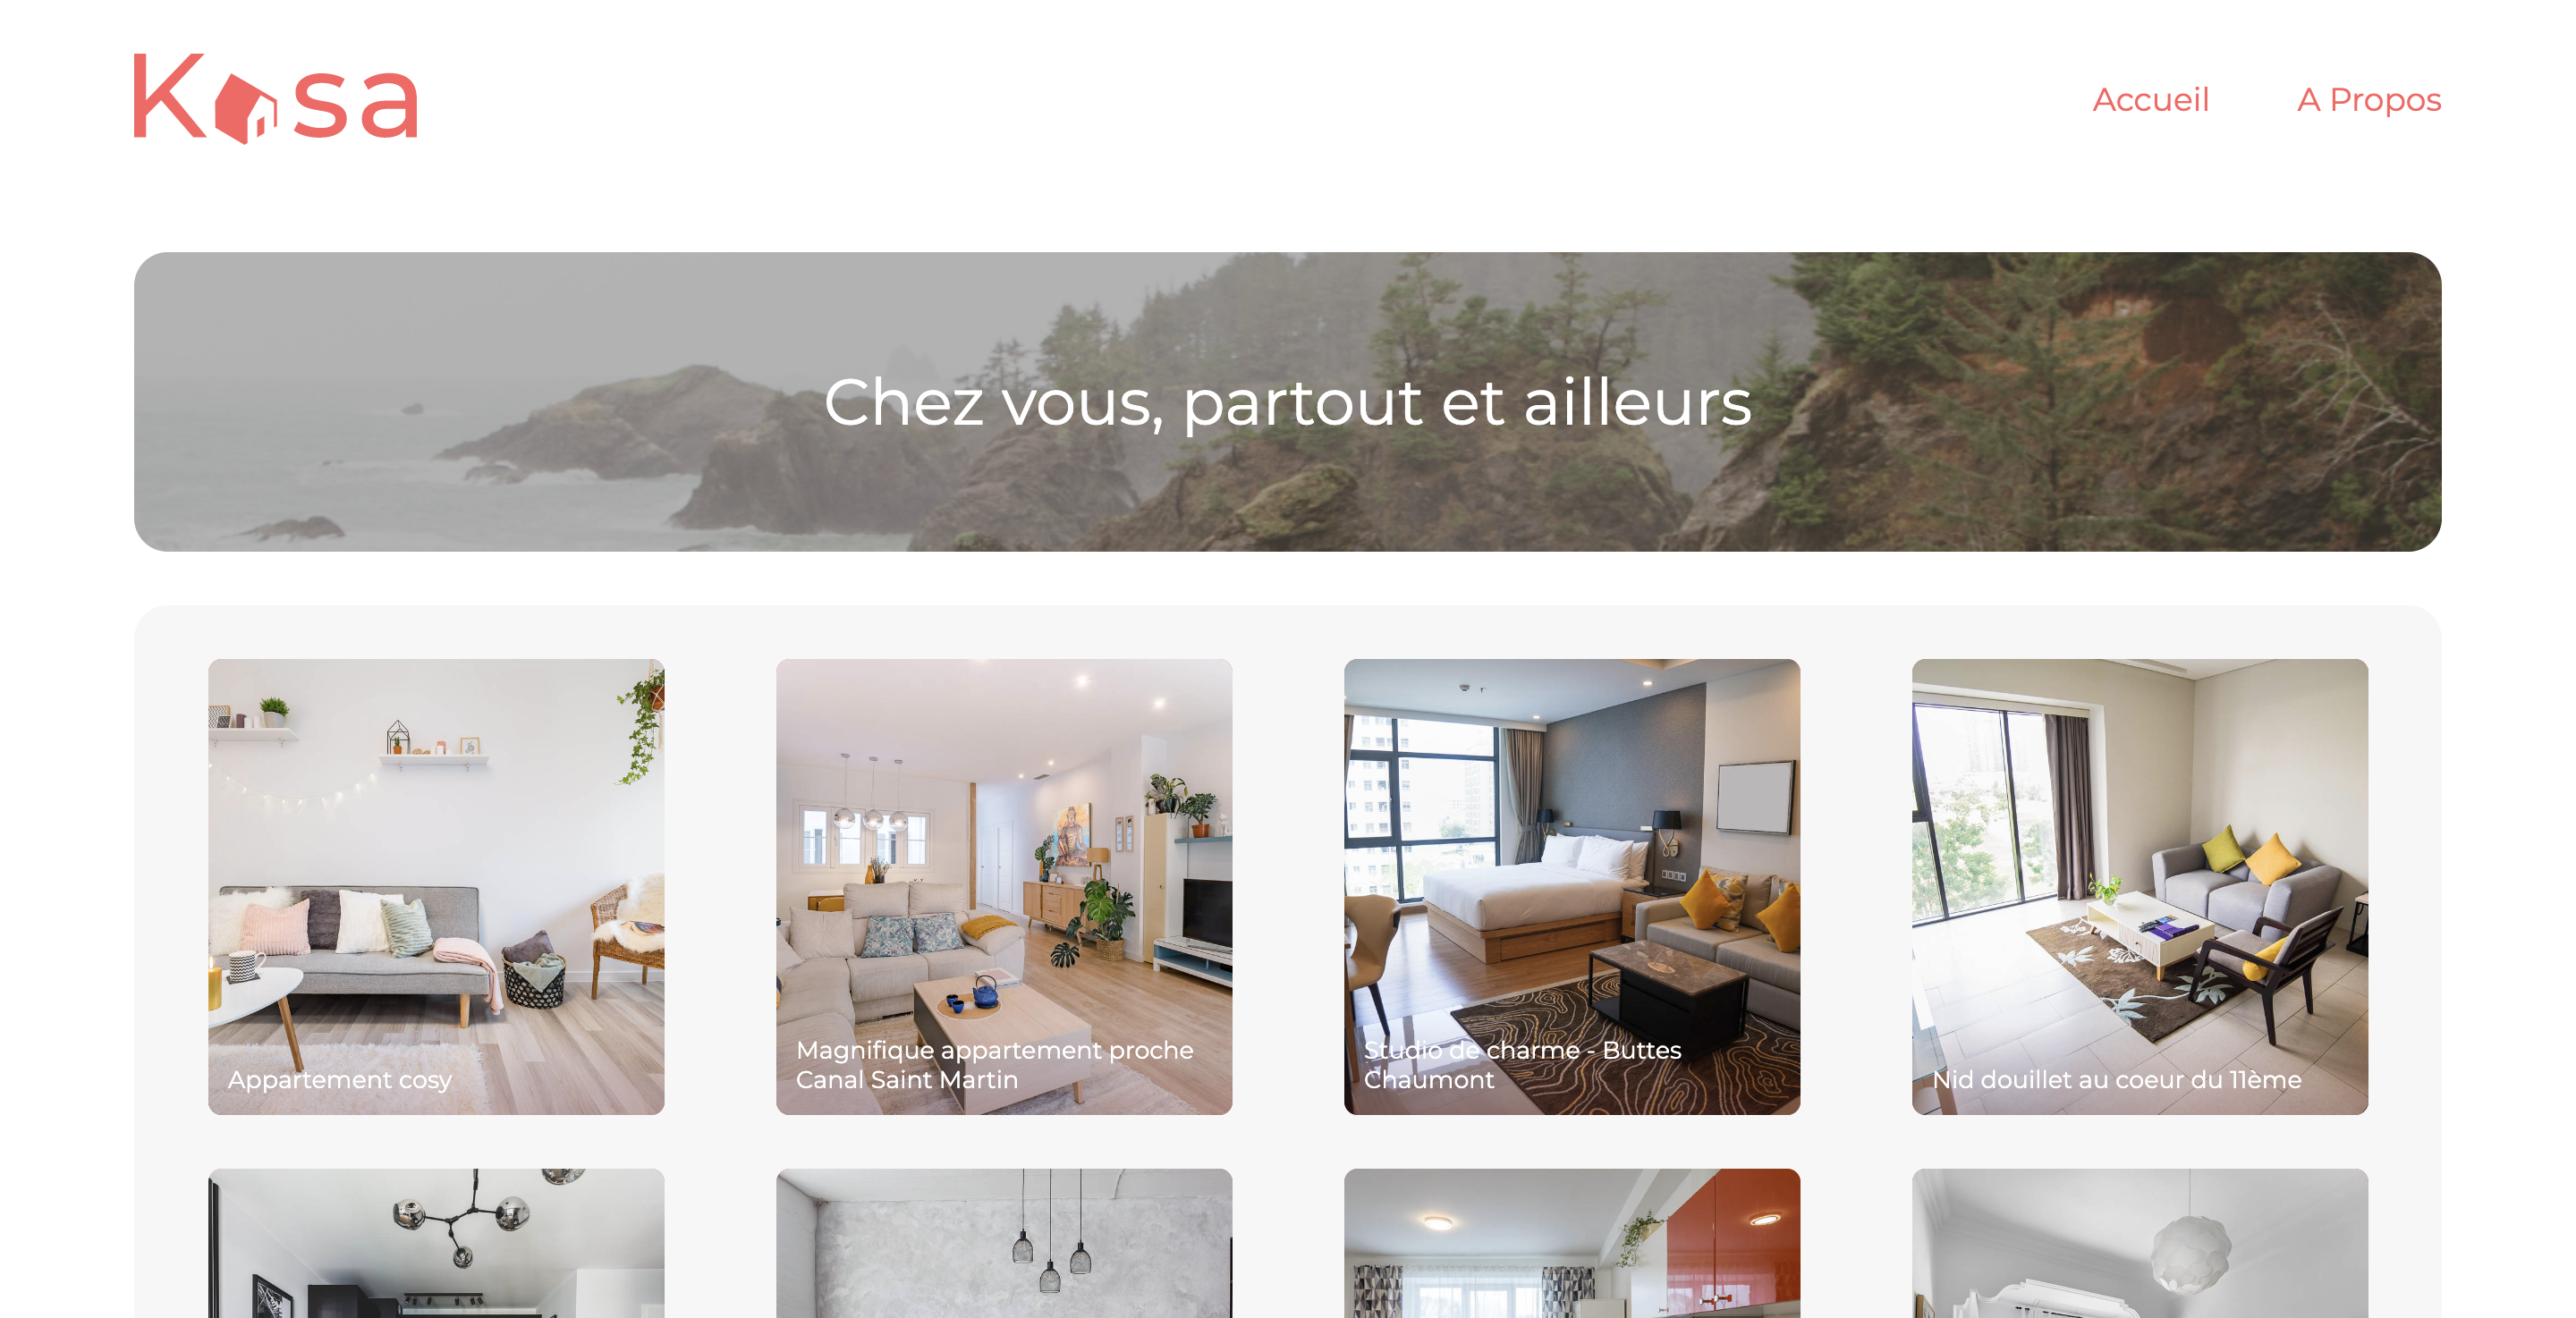 Kasa
Accueil
A Propos
Chez vous, partout et ailleurs
Appartement cosy
Magnifique appartement proche
Canal Saint Martin
Studio de charme - Buttes
Chaumont
Nid douillet au coeur du 11ème